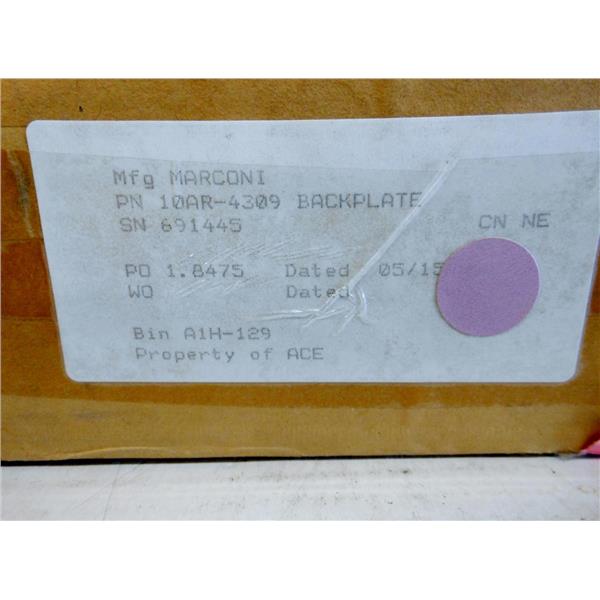 Mfg MARCONI
PN 10AR-4309 BACKPLATE
SN 691445 CN NE
PO 1.8475 Dated 05/15
WO Dated
Bin A1H-129
Property of ACE